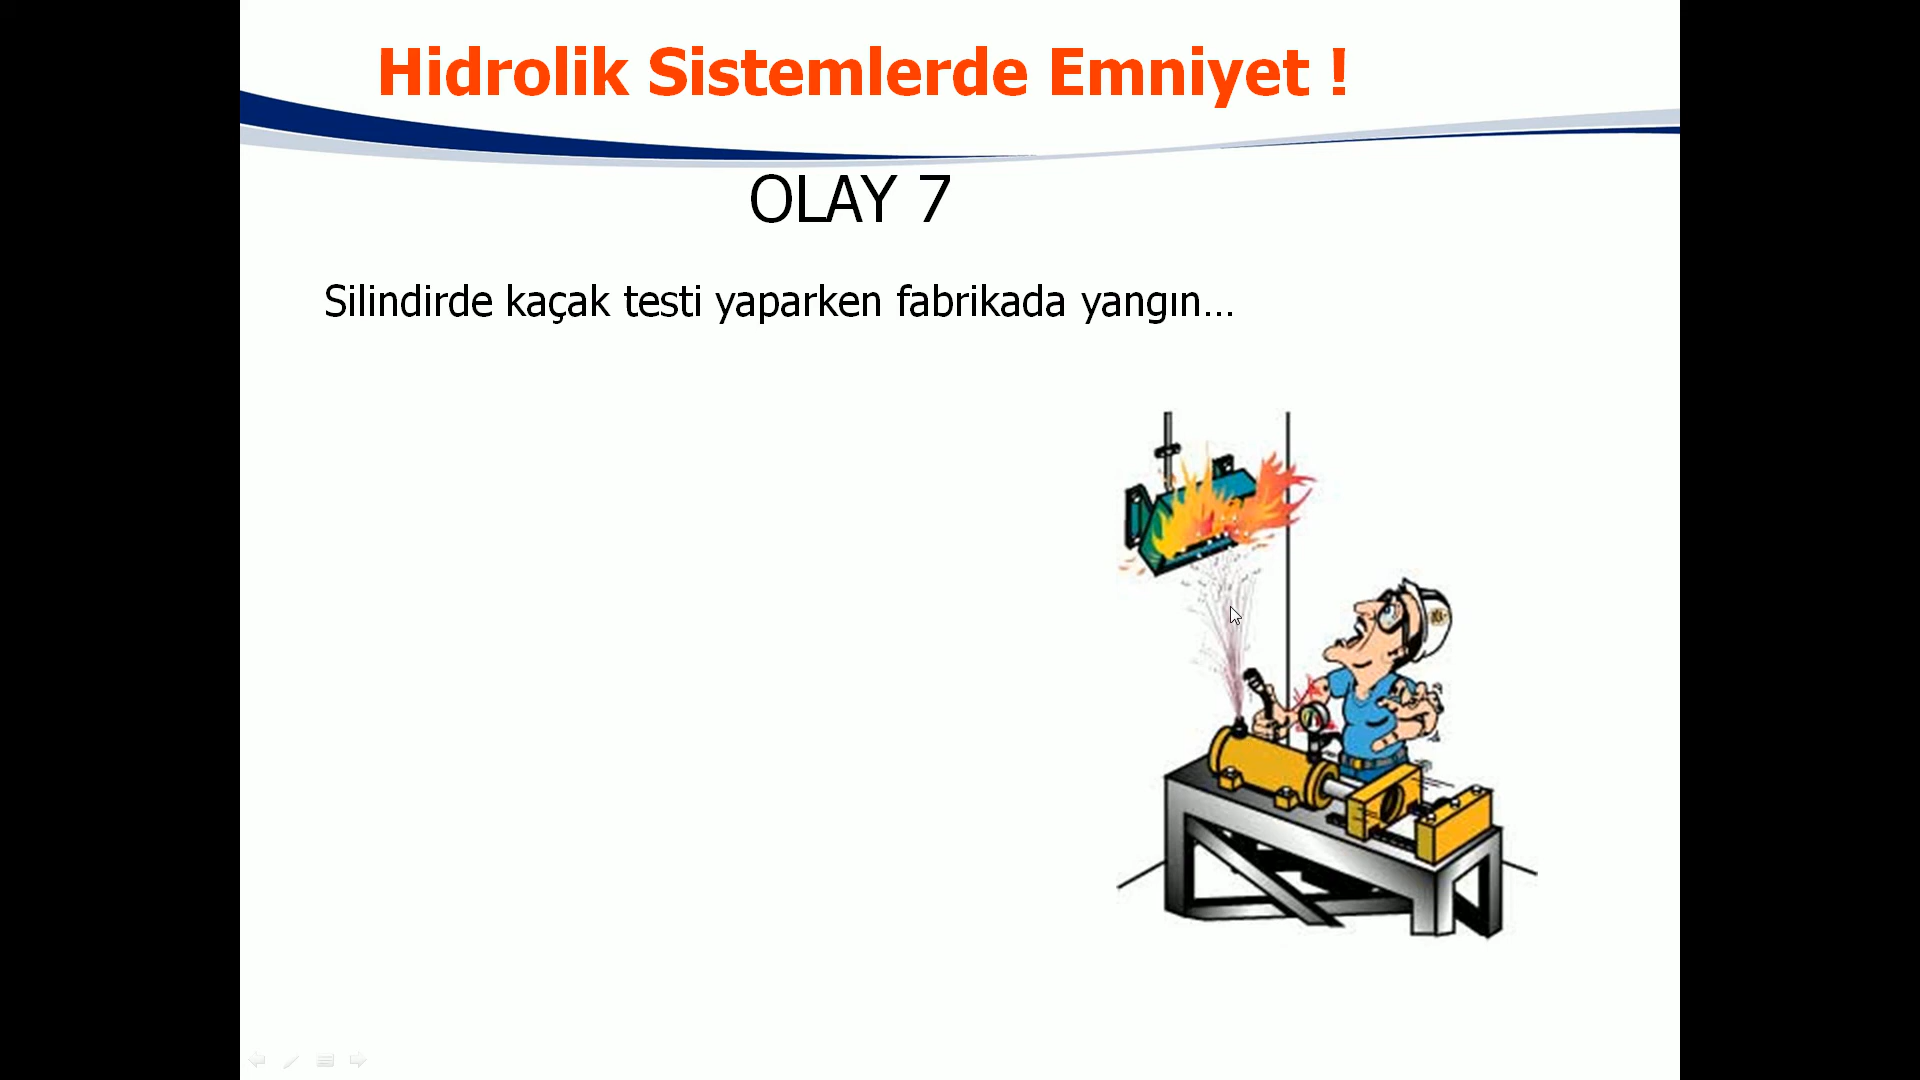 Hidrolik Sistemlerde Emniyet !
OLAY 7
Silindirde kaçak testi yaparken fabrikada yangın...